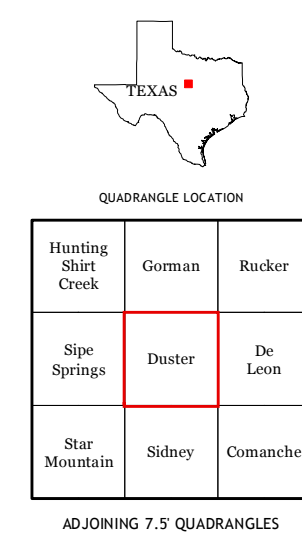 TEXAS
QUADRANGLE LOCATION
Hunting
Shirt
Creek
Gorman
Rucker
Sipe
Springs
Duster
De
Leon
Star
Mountain
Sidney
Comanche
ADJOINING 7.5' QUADRANGLES